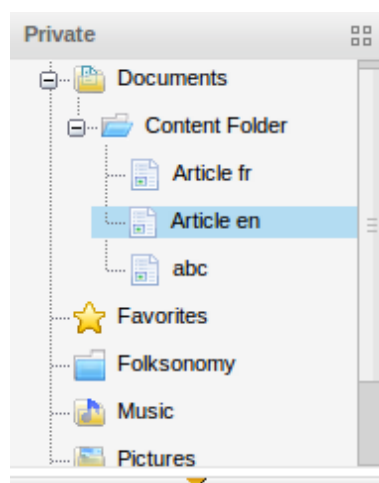 Private
Documents
Content Folder
Article fr
Article en
abc
Favorites
Folksonomy
Music
Pictures